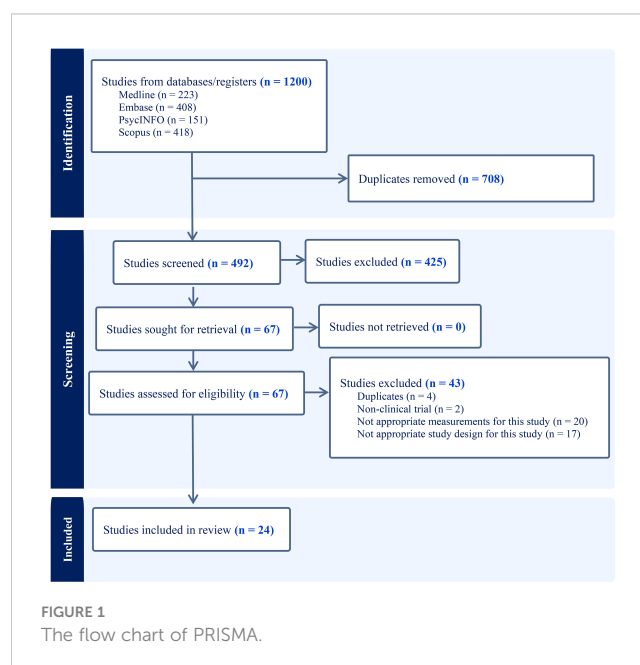 Identification
Studies from databases/registers (n = 1200)
Medline (n = 223)
Embase (n = 408)
PsycINFO (n = 151)
Scopus (n = 418)
Duplicates removed (n = 708)
Screening
Studies screened (n = 492)
Studies excluded (n = 425)
Studies sought for retrieval (n = 67)
Studies not retrieved (n = 0)
Studies assessed for eligibility (n = 67)
Studies excluded (n = 43)
Duplicates (n = 4)
Non-clinical trial (n = 2)
Not appropriate measurements for this study (n = 20)
Not appropriate study design for this study (n = 17)
Included
Studies included in review (n = 24)
FIGURE 1
The flow chart of PRISMA.